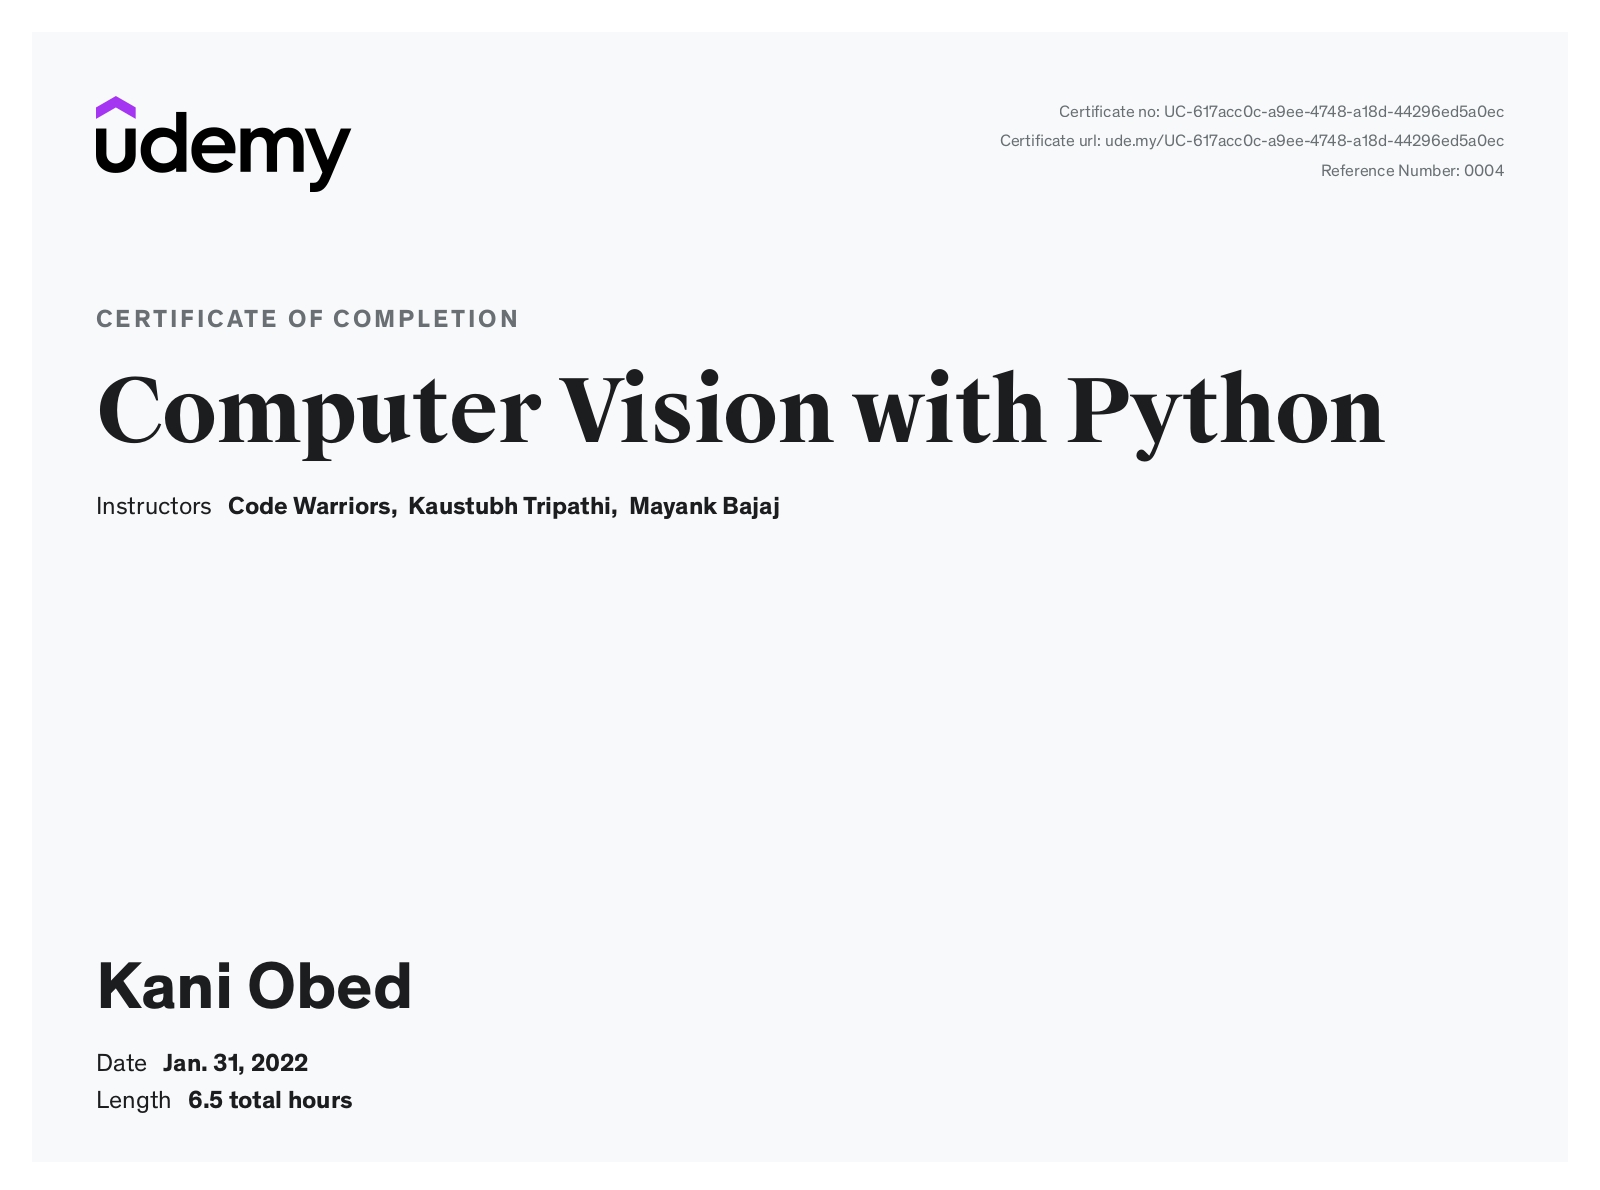 udemy
Certificate no: UC-617acc0c-a9ee-4748-a18d-44296ed5a0ec
Certificate url: ude.my/UC-617acc0c-a9ee-4748-a18d-44296ed5a0ec
Reference Number: 0004
CERTIFICATE OF COMPLETION
Computer Vision with Python
Instructors Code Warriors, Kaustubh Tripathi, Mayank Bajaj
Kani Obed
Date Jan. 31, 2022
Length 6.5 total hours